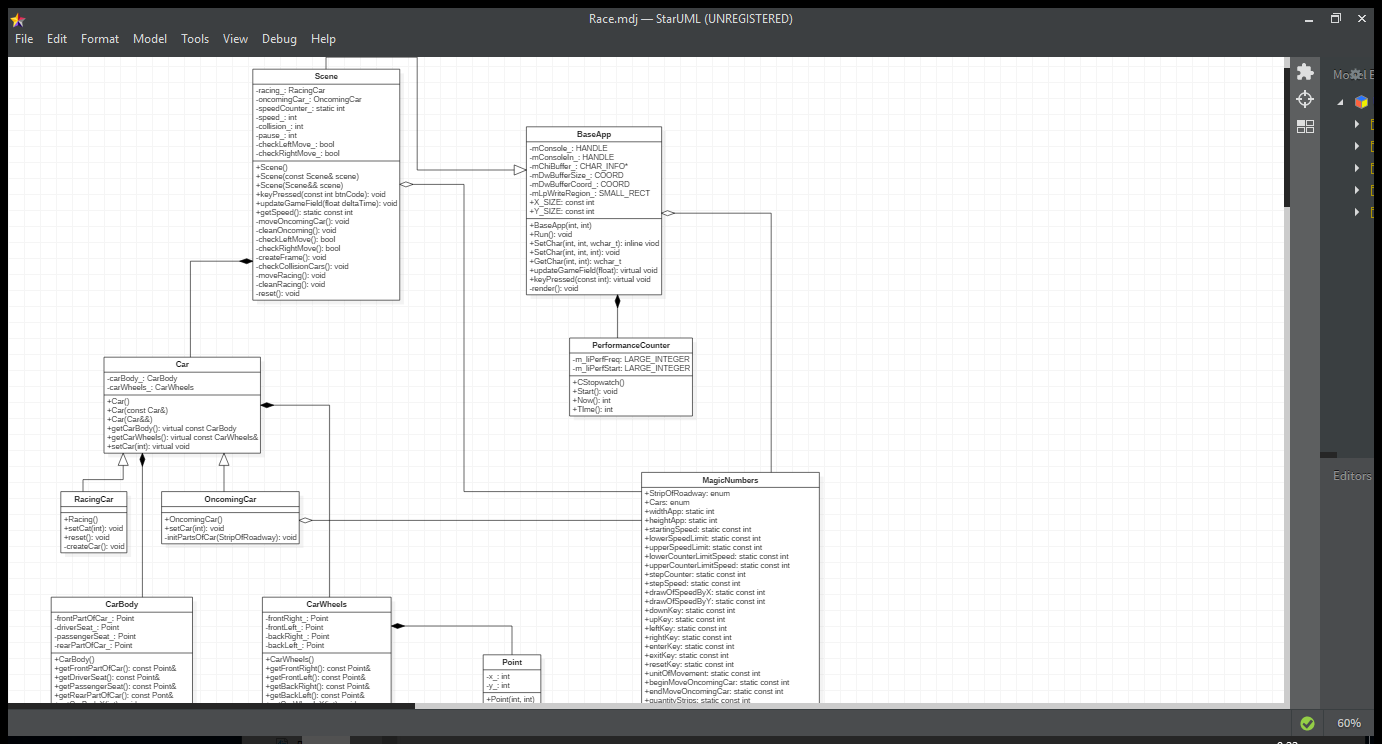 Race.mdj — StarUML (UNREGISTERED)
File Edit Format Model Tools View Debug Help
Scene
-racing_: RacingCar
-oncomingCar_: OncomingCar
-speedCounter_: static int
-speed_: int
-collision_: int
-pause_: int
-checkLeftMove_: bool
-checkRightMove_: bool
+Scene()
+Scene(const Scene& scene)
+Scene(Scene&& scene)
+keyPressed(const int btnCode): void
+updateGameField(float deltaTime): void
+getSpeed(): static const int
-moveOncomingCar(): void
-cleanOncoming(): void
-checkLeftMove(): bool
-checkRightMove(): bool
-createFrame(): void
-checkCollisionCars(): void
-moveRacing(): void
-cleanRacing(): void
-reset(): void
BaseApp
-mConsole_: HANDLE
-mConsoleIn_: HANDLE
-mChiBuffer_: CHAR_INFO*
-mDwBufferSize_: COORD
-mDwBufferCoord_: COORD
-mLpWriteRegion_: SMALL_RECT
+X_SIZE: const int
+Y_SIZE: const int
+BaseApp(int, int)
+Run(): void
+SetChar(int, int, wchar_t): inline viod
+SetChar(int, int, int): void
+GetChar(int, int): wchar_t
+updateGameField(float): virtual void
+keyPressed(const int): virtual void
-render(): void
PerformanceCounter
-m_liPerfFreq: LARGE_INTEGER
-m_liPerfStart: LARGE_INTEGER
+CStopwatch()
+Start(): void
+Now(): int
+TIme(): int
Car
-carBody_: CarBody
-carWheels_: CarWheels
+Car()
+Car(const Car&)
+Car(Car&&)
+getCarBody(): virtual const CarBody
+getCarWheels(): virtual const CarWheels&
+setCar(int): virtual void
RacingCar
+Racing()
+setCat(int): void
+reset(): void
-createCar(): void
OncomingCar
+OncomingCar()
+setCar(int): void
-initPartsOfCar(StripOfRoadway): void
MagicNumbers
+StripOfRoadway: enum
+Cars: enum
+widthApp: static int
+heightApp: static int
+startingSpeed: static const int
+lowerSpeedLimit: static const int
+upperSpeedLimit: static const int
+lowerCounterLimitSpeed: static const int
+upperCounterLimitSpeed: static const int
+stepCounter: static const int
+stepSpeed: static const int
+drawOfSpeedByX: static const int
+drawOfSpeedByY: static const int
+downKey: static const int
+upKey: static const int
+leftKey: static const int
+rightKey: static const int
+enterKey: static const int
+exitKey: static const int
+resetKey: static const int
+unitOfMovement: static const int
+beginMoveOncomingCar: static const int
+endMoveOncomingCar: static const int
+quantityStrips: static const int
CarBody
-frontPartOfCar_: Point
-driverSeat_: Point
-passengerSeat_: Point
-rearPartOfCar_: Point
+CarBody()
+getFrontPartOfCar(): const Point&
+getDriverSeat(): const Point&
+getPassengerSeat(): const Point&
+getRearPartOfCar(): const Pont&
CarWheels
-frontRight_: Point
-frontLeft_: Point
-backRight_: Point
-backLeft_: Point
+CarWheels()
+getFrontRight(): const Point&
+getFrontLeft(): const Point&
+getBackRight(): const Point&
+getBackLeft(): const Point&
Point
-x_: int
-y_: int
+Point(int, int)
Model E
Editors
60%